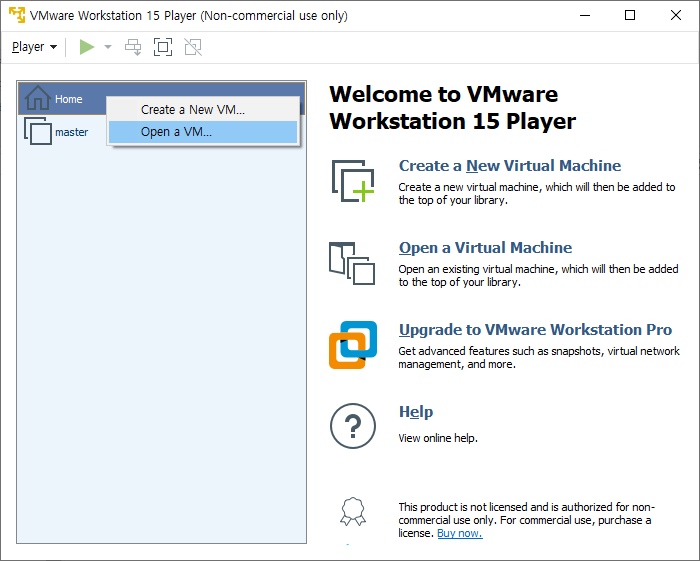 VMware Workstation 15 Player (Non-commercial use only)
Player
Home
Create a New VM...
Open a VM...
master
Welcome to VMware
Workstation 15 Player
Create a New Virtual Machine
Create a new virtual machine, which will then be added
to the top of your library.
Open a Virtual Machine
Open an existing virtual machine, which will then be added
to the top of your library.
Upgrade to VMware Workstation Pro
Get advanced features such as snapshots, virtual network
management, and more.
?
Help
View online help.
This product is not licensed and is authorized for non-
commercial use only. For commercial use, purchase a
license. Buy now.